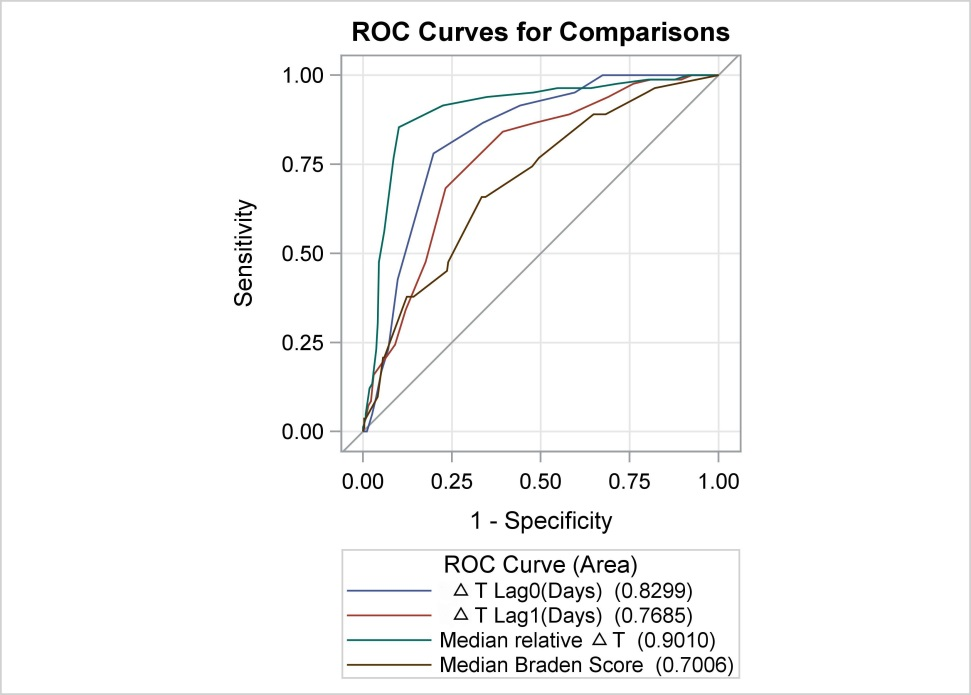 ROC Curves for Comparisons
1.00
0.75
0.50
0.25
0.00
Sensitivity
0.00 0.25 0.50 0.75 1.00
1 - Specificity
ROC Curve (Area)
△ T Lag0(Days) (0.8299)
△ T Lag1(Days) (0.7685)
Median relative △ T (0.9010)
Median Braden Score (0.7006)